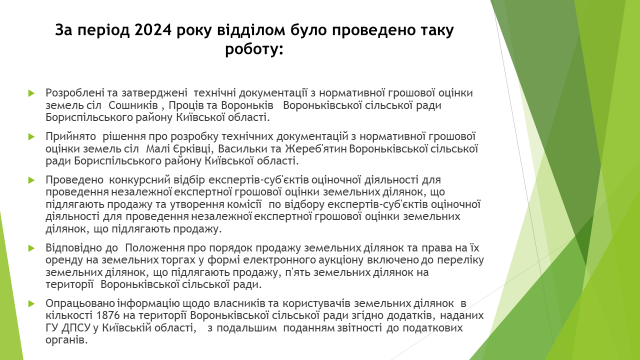 За період 2024 року відділом було проведено таку
роботу:
Розроблені та затверджені технічні документації з нормативної грошової оцінки
земель сіл Сошників , Проців та Вороньків Вороньківської сільської ради
Бориспільського району Київської області.
Прийнято рішення про розробку технічних документацій з нормативної грошової
оцінки земель сіл Малі Єрківці, Васильки та Жереб'ятин Вороньківської сільської
ради Бориспільського району Київської області.
Проведено конкурсний відбір експертів-суб'єктів оціночної діяльності для
проведення незалежної експертної грошової оцінки земельних ділянок, що
підлягають продажу та утворення комісії по відбору експертів-суб'єктів оціночної
діяльності для проведення незалежної експертної грошової оцінки земельних
ділянок, що підлягають продажу.
Відповідно до Положення про порядок продажу земельних ділянок та права на їх
оренду на земельних торгах у формі електронного аукціону включено до переліку
земельних ділянок, що підлягають продажу, п'ять земельних ділянок на
території Вороньківської сільської ради.
Опрацьовано інформацію щодо власників та користувачів земельних ділянок в
кількості 1876 на території Вороньківської сільської ради згідно додатків, наданих
ГУ ДПСУ у Київській області, з подальшим поданням звітності до податкових
органів.